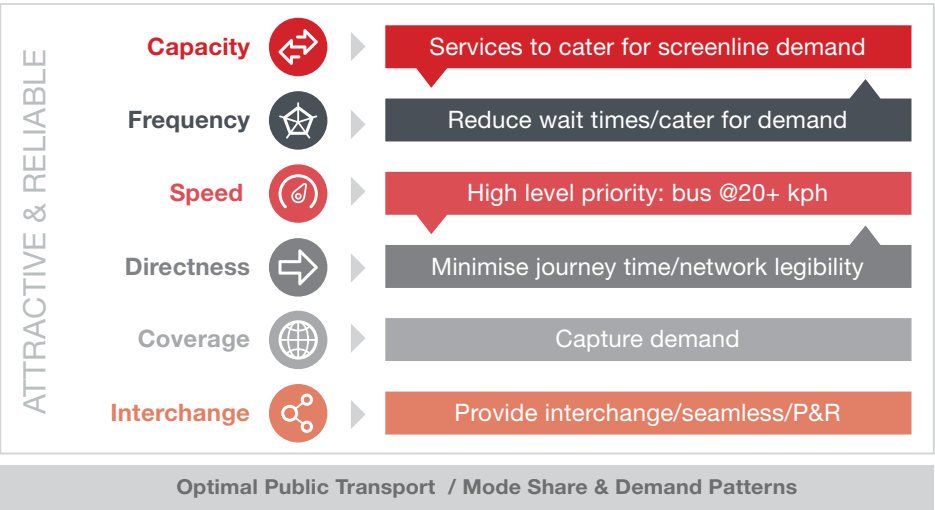 ATTRACTIVE & RELIABLE
Capacity
Services to cater for screenline demand
Frequency
Reduce wait times/cater for demand
Speed
High level priority: bus @20+ kph
Directness
Minimise journey time/network legibility
Coverage
Capture demand
Interchange
Provide interchange/seamless/P&R
Optimal Public Transport / Mode Share & Demand Patterns